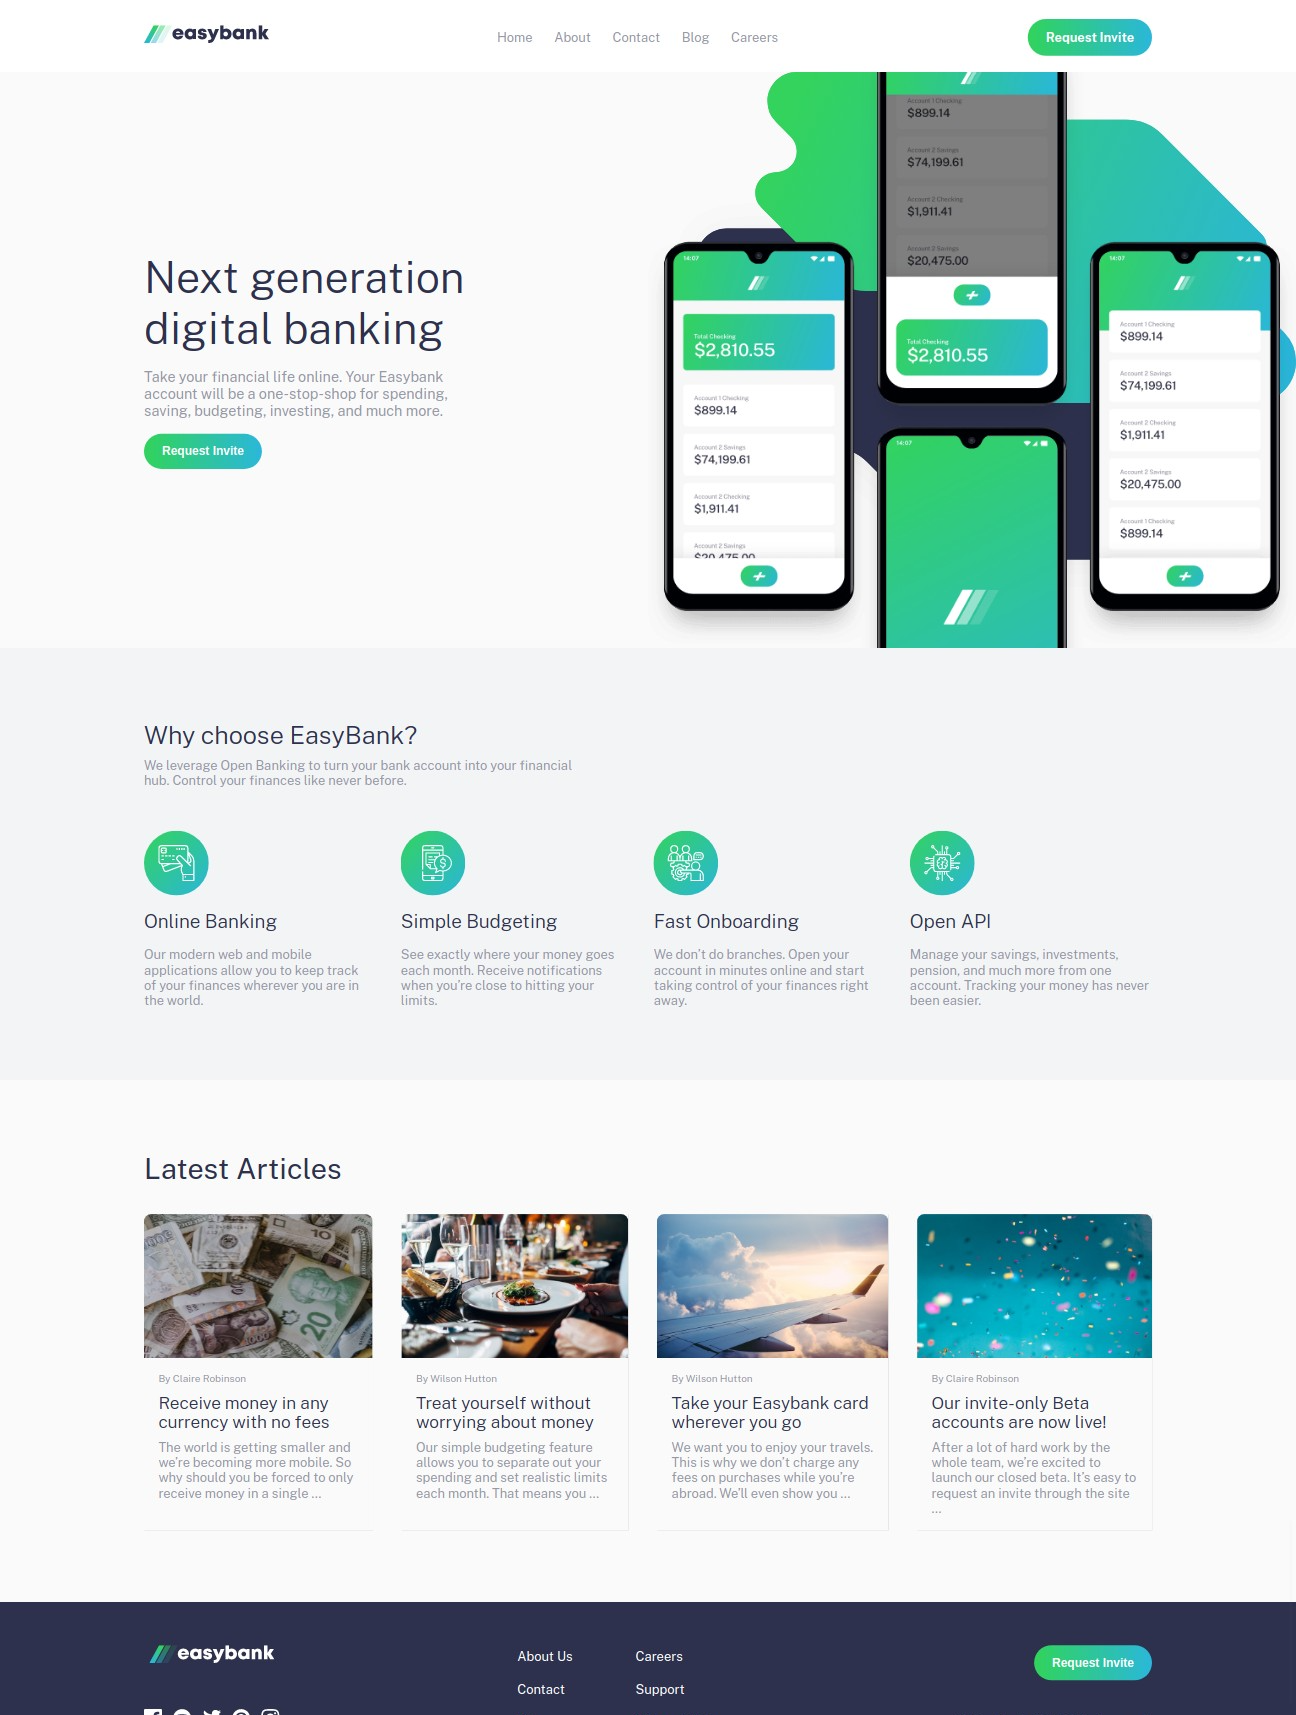 easybank
Home About Contact Blog Careers
Request Invite
Next generation
digital banking
Take your financial life online. Your Easybank
account will be a one-stop-shop for spending,
saving, budgeting, investing, and much more.
Request Invite
14:07
Total Checking
$2,810.55
Account 1 Checking
$899.14
Account 2 Savings
$74,199.61
Account 2 Checking
$1,911.41
Account 2 Savings
$20,475.00
Account 1 Checking
$899.14
Account 2 Savings
$74,199.61
Account 2 Checking
$1,911.41
Account 2 Savings
$20,475.00
Total Checking
$2,810.55
14:07
14:07
Account 1 Checking
$899.14
Account 2 Savings
$74,199.61
Account 2 Checking
$1,911.41
Account 2 Savings
$20,475.00
Account 1 Checking
$899.14
Why choose EasyBank?
We leverage Open Banking to turn your bank account into your financial
hub. Control your finances like never before.
Online Banking
Our modern web and mobile
applications allow you to keep track
of your finances wherever you are in
the world.
Simple Budgeting
See exactly where your money goes
each month. Receive notifications
when you’re close to hitting your
limits.
Fast Onboarding
We don’t do branches. Open your
account in minutes online and start
taking control of your finances right
away.
Open API
Manage your savings, investments,
pension, and much more from one
account. Tracking your money has never
been easier.
Latest Articles
By Claire Robinson
Receive money in any
currency with no fees
The world is getting smaller and
we’re becoming more mobile. So
why should you be forced to only
receive money in a single …
By Wilson Hutton
Treat yourself without
worrying about money
Our simple budgeting feature
allows you to separate out your
spending and set realistic limits
each month. That means you …
By Wilson Hutton
Take your Easybank card
wherever you go
We want you to enjoy your travels.
This is why we don’t charge any
fees on purchases while you’re
abroad. We’ll even show you …
By Claire Robinson
Our invite-only Beta
accounts are now live!
After a lot of hard work by the
whole team, we’re excited to
launch our closed beta. It’s easy to
request an invite through the site
…
easybank
About Us
Contact
Careers
Support
Request Invite